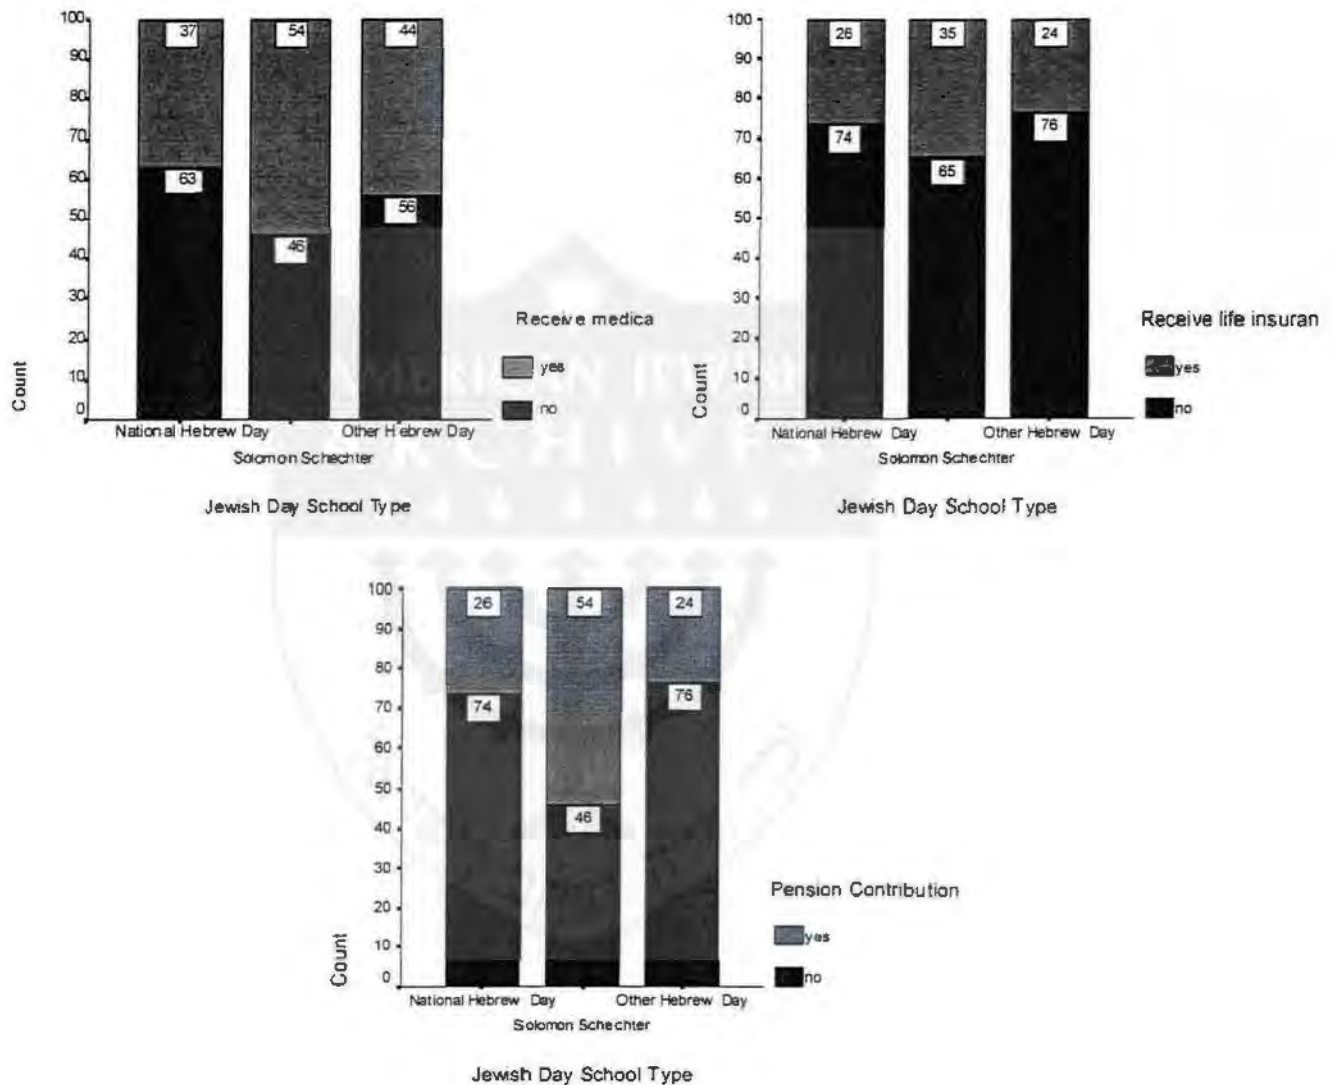 100
90
80
70
60
50
40
30
20
10
0
Count
37
63
54
46
44
56
National Hebrew Day
Solomon Schechter
Other Hebrew Day
Jewish Day School Type
Receive medica
yes
no
100
90
80
70
60
50
40
30
20
10
0
Count
26
74
35
65
24
76
National Hebrew Day
Solomon Schechter
Other Hebrew Day
Jewish Day School Type
Receive life insuran
yes
no
AMERICAN JEWISH
ARCHIVES
100
90
80
70
60
50
40
30
20
10
0
Count
26
74
54
46
24
76
National Hebrew Day
Solomon Schechter
Other Hebrew Day
Jewish Day School Type
Pension Contribution
yes
no